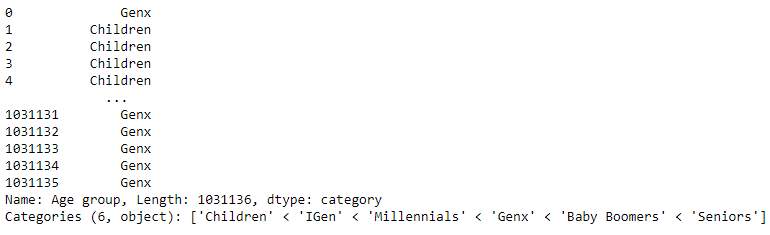 0 Genx
1 Children
2 Children
3 Children
4 Children
...
1031131 Genx
1031132 Genx
1031133 Genx
1031134 Genx
1031135 Genx
Name: Age group, Length: 1031136, dtype: category
Categories (6, object): ['Children' < 'IGen' < 'Millennials' < 'Genx' < 'Baby Boomers' < 'Seniors']